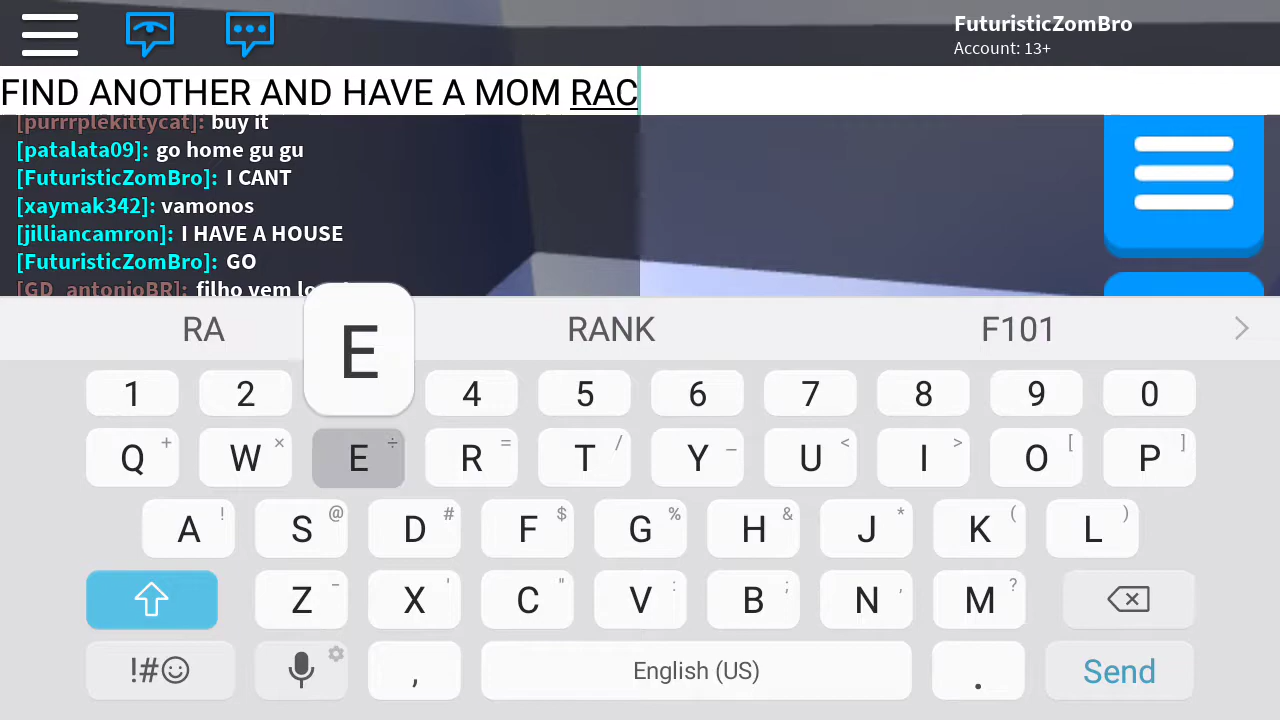 FuturisticZomBro
Account: 13+
FIND ANOTHER AND HAVE A MOM RAC
[purrrplekittycat]: buy it
[patalata09]: go home gu gu
[FuturisticZomBro]: I CANT
[xaymak342]: vamonos
[jilliancamron]: I HAVE A HOUSE
[FuturisticZomBro]: GO
[GD_antonioBR]: filho vem
RA RANK F101
E
1 2 4 5 6 7 8 9 0
Q + W × E ÷ R = T / Y _ U < I > O [ P ]
A ! S @ D # F $ G % H & J * K ( L )
Z - X ' C " V : B ; N , M ?
!#☺ , English (US) . Send